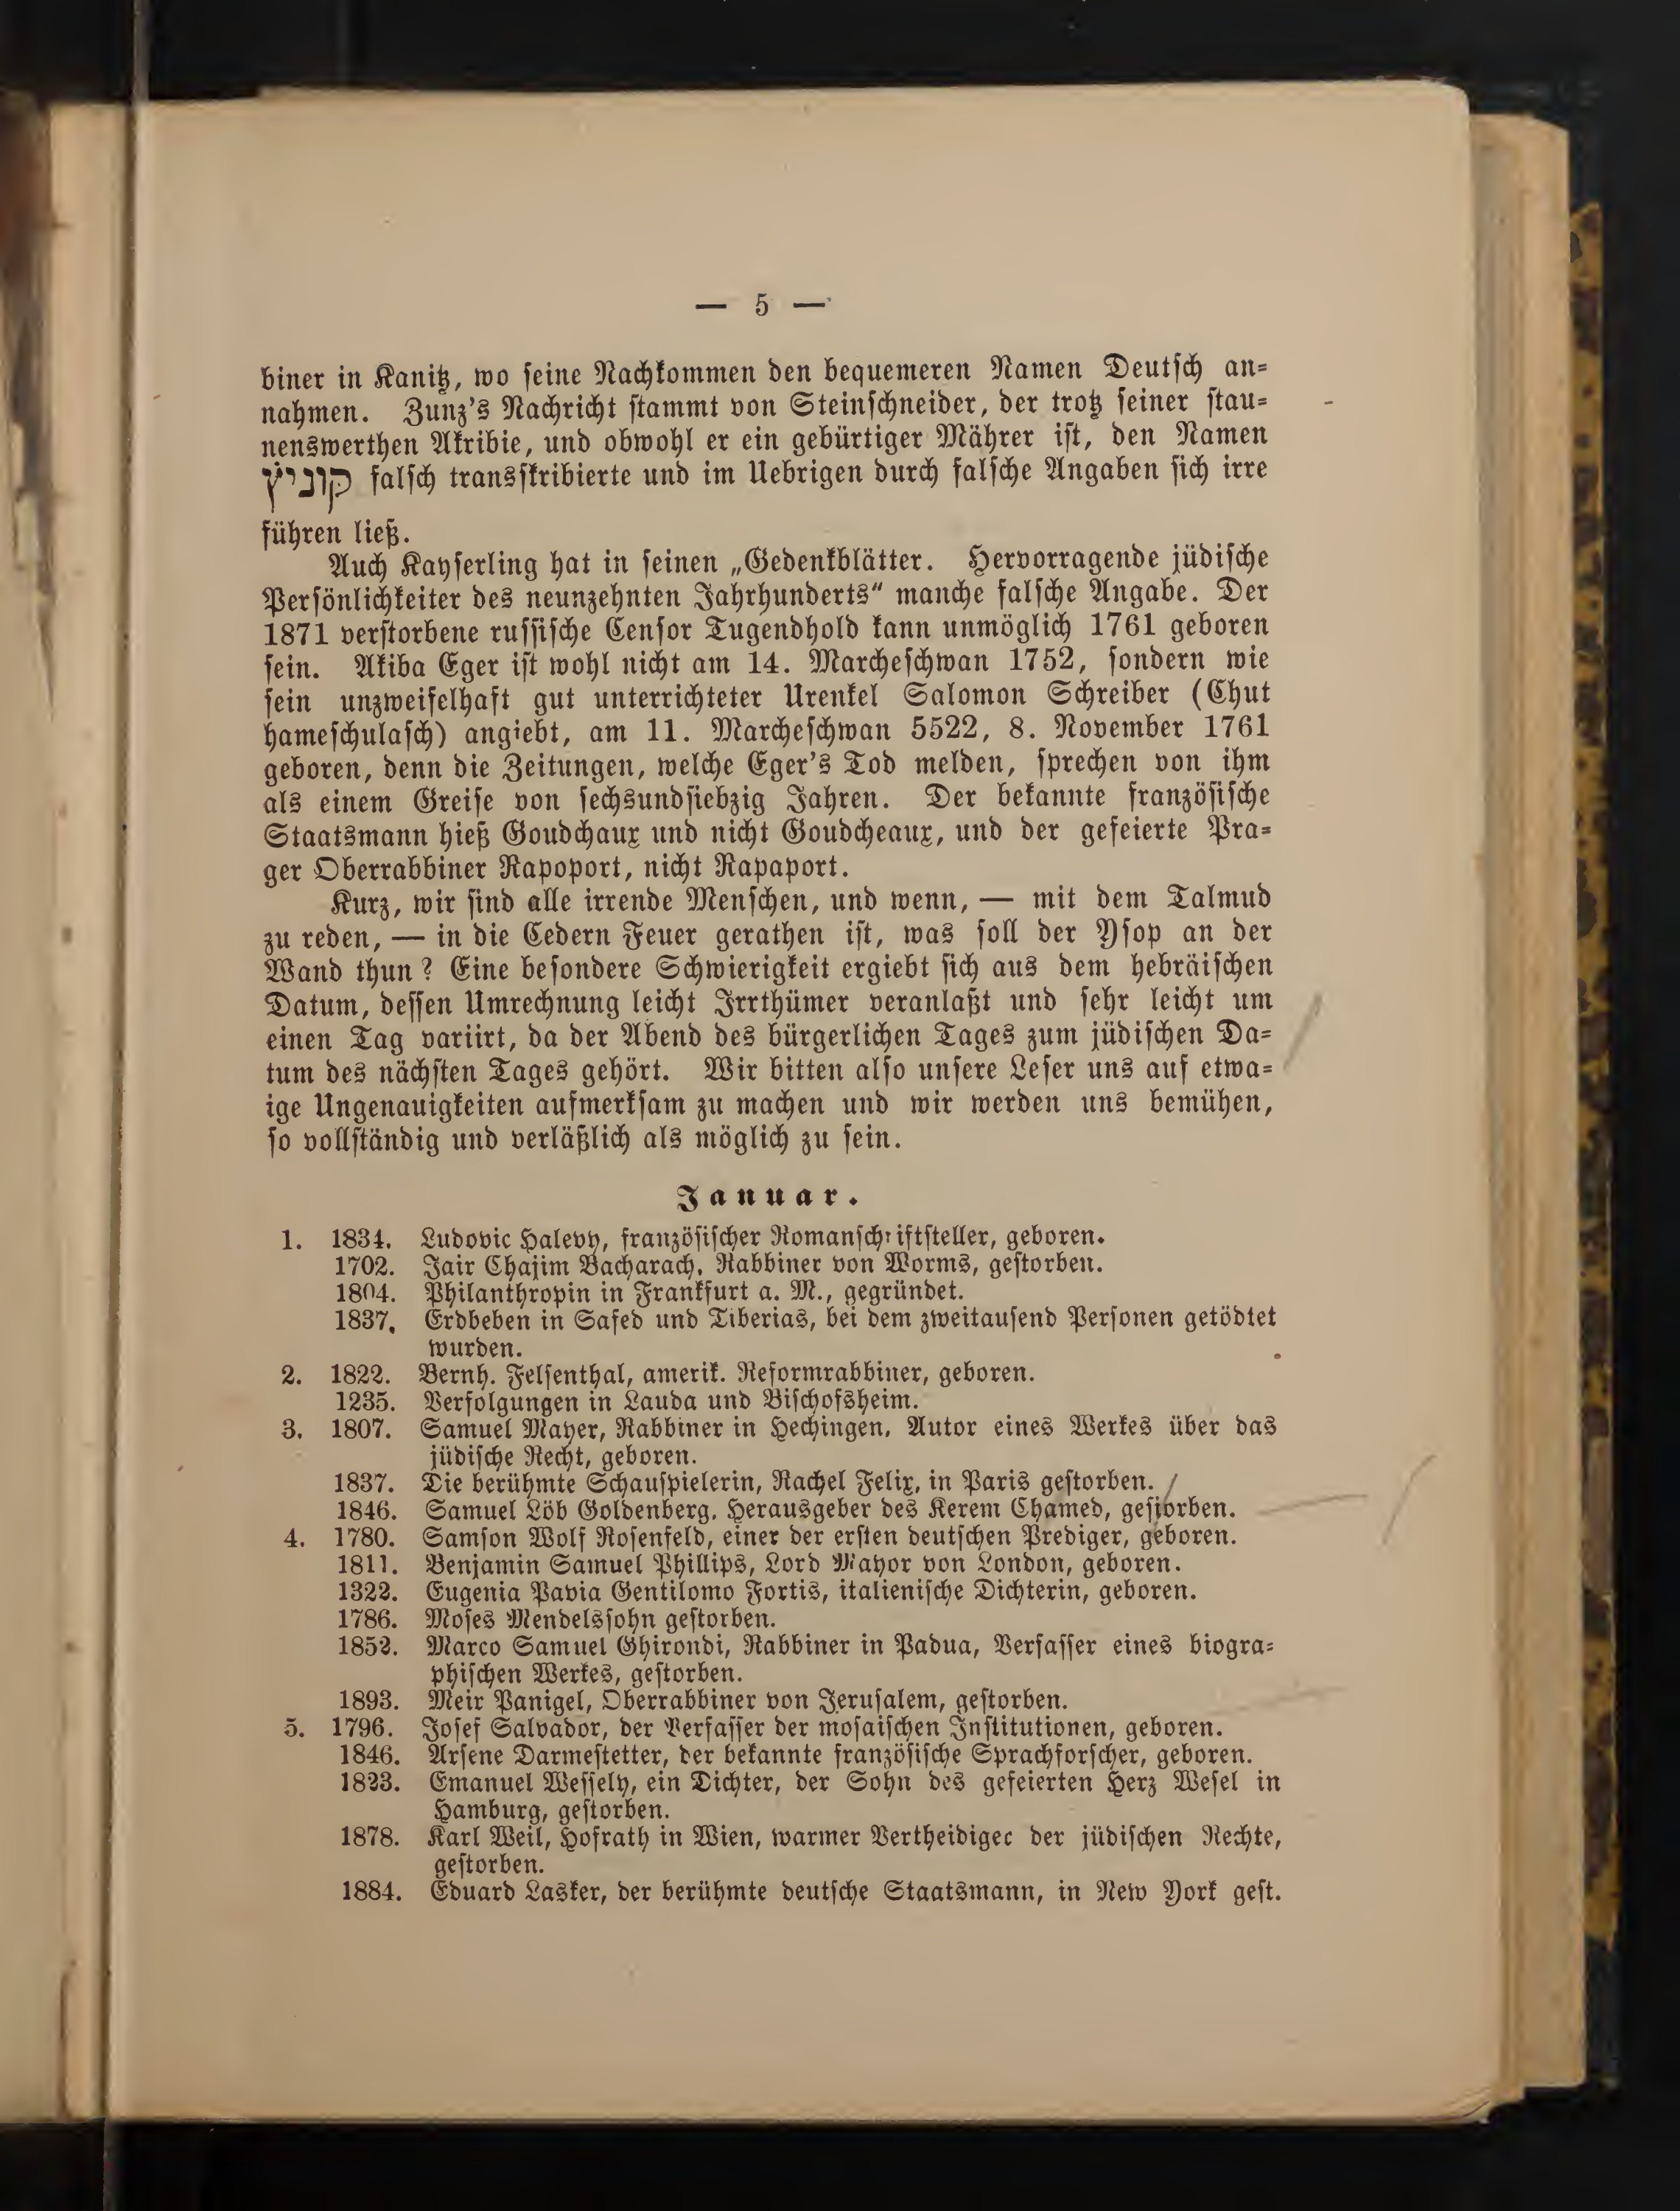 — 5 —
biner in Kanitz, wo seine Nachkommen den bequemeren Namen Deutsch an-
nahmen. Zunz's Nachricht stammt von Steinschneider, der trotz seiner stau-
nenswerthen Akribie, und obwohl er ein gebürtiger Mährer ist, den Namen
קוניץ falsch transskribierte und im Uebrigen durch falsche Angaben sich irre
führen ließ.
Auch Kayserling hat in seinen „Gedenkblätter. Hervorragende jüdische
Persönlichkeiter des neunzehnten Jahrhunderts“ manche falsche Angabe. Der
1871 verstorbene russische Censor Tugendhold kann unmöglich 1761 geboren
sein. Akiba Eger ist wohl nicht am 14. Marcheschwan 1752, sondern wie
sein unzweifelhaft gut unterrichteter Urenkel Salomon Schreiber (Chut
hameschulasch) angiebt, am 11. Marcheschwan 5522, 8. November 1761
geboren, denn die Zeitungen, welche Eger's Tod melden, sprechen von ihm
als einem Greise von sechsundsiebzig Jahren. Der bekannte französische
Staatsmann hieß Goudchaux und nicht Goudcheaux, und der gefeierte Pra-
ger Oberrabbiner Rapoport, nicht Rapaport.
Kurz, wir sind alle irrende Menschen, und wenn, — mit dem Talmud
zu reden, — in die Cedern Feuer gerathen ist, was soll der Ysop an der
Wand thun? Eine besondere Schwierigkeit ergiebt sich aus dem hebräischen
Datum, dessen Umrechnung leicht Irrthümer veranlaßt und sehr leicht um
einen Tag variirt, da der Abend des bürgerlichen Tages zum jüdischen Da-
tum des nächsten Tages gehört. Wir bitten also unsere Leser uns auf etwa-
ige Ungenauigkeiten aufmerksam zu machen und wir werden uns bemühen,
so vollständig und verläßlich als möglich zu sein.
Januar.
1. 1834. Ludovic Halevy, französischer Romanschriftsteller, geboren.
1702. Jair Chajim Bacharach, Rabbiner von Worms, gestorben.
1804. Philanthropin in Frankfurt a. M., gegründet.
1837. Erdbeben in Safed und Tiberias, bei dem zweitausend Personen getödtet
wurden.
2. 1822. Bernh. Felsenthal, amerik. Reformrabbiner, geboren.
1235. Verfolgungen in Lauda und Bischofsheim.
3. 1807. Samuel Mayer, Rabbiner in Hechingen, Autor eines Werkes über das
jüdische Recht, geboren.
1837. Die berühmte Schauspielerin, Rachel Felix, in Paris gestorben.
1846. Samuel Löb Goldenberg, Herausgeber des Kerem Chamed, gestorben.
4. 1780. Samson Wolf Rosenfeld, einer der ersten deutschen Prediger, geboren.
1811. Benjamin Samuel Phillips, Lord Mayor von London, geboren.
1322. Eugenia Pavia Gentilomo Fortis, italienische Dichterin, geboren.
1786. Moses Mendelssohn gestorben.
1852. Marco Samuel Ghirondi, Rabbiner in Padua, Verfasser eines biogra-
phischen Werkes, gestorben.
1893. Meir Panigel, Oberrabbiner von Jerusalem, gestorben.
5. 1796. Josef Salvador, der Verfasser der mosaischen Institutionen, geboren.
1846. Arsene Darmestetter, der bekannte französische Sprachforscher, geboren.
1823. Emanuel Wessely, ein Dichter, der Sohn des gefeierten Herz Wesel in
Hamburg, gestorben.
1878. Karl Weil, Hofrath in Wien, warmer Vertheidiger der jüdischen Rechte,
gestorben.
1884. Eduard Lasker, der berühmte deutsche Staatsmann, in New York gest.